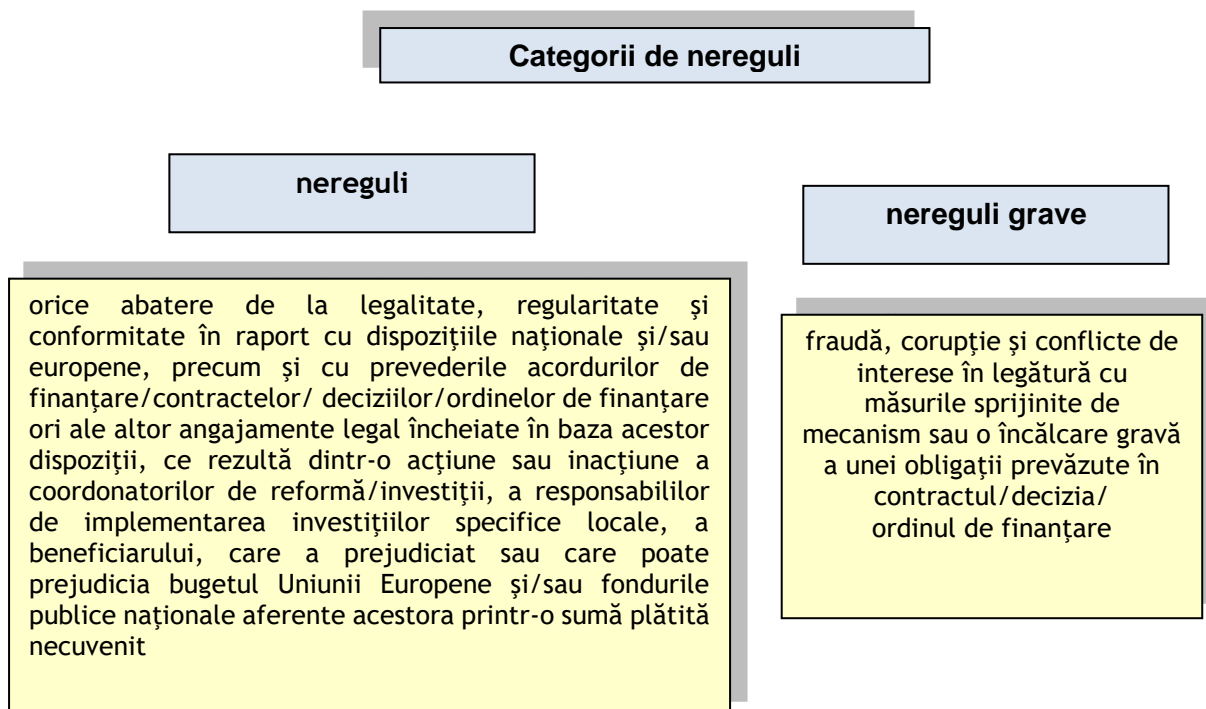 Categorii de nereguli
nereguli
nereguli grave
orice abatere de la legalitate, regularitate şi
conformitate în raport cu dispoziţiile naţionale şi/sau
europene, precum şi cu prevederile acordurilor de
finanţare/contractelor/ deciziilor/ordinelor de finanţare
ori ale altor angajamente legal încheiate în baza acestor
dispoziţii, ce rezultă dintr-o acţiune sau inacţiune a
coordonatorilor de reformă/investiţii, a responsabililor
de implementarea investiţiilor specifice locale, a
beneficiarului, care a prejudiciat sau care poate
prejudicia bugetul Uniunii Europene şi/sau fondurile
publice naţionale aferente acestora printr-o sumă plătită
necuvenit
fraudă, corupţie şi conflicte de
interese în legătură cu
măsurile sprijinite de
mecanism sau o încălcare gravă
a unei obligaţii prevăzute în
contractul/decizia/
ordinul de finanţare